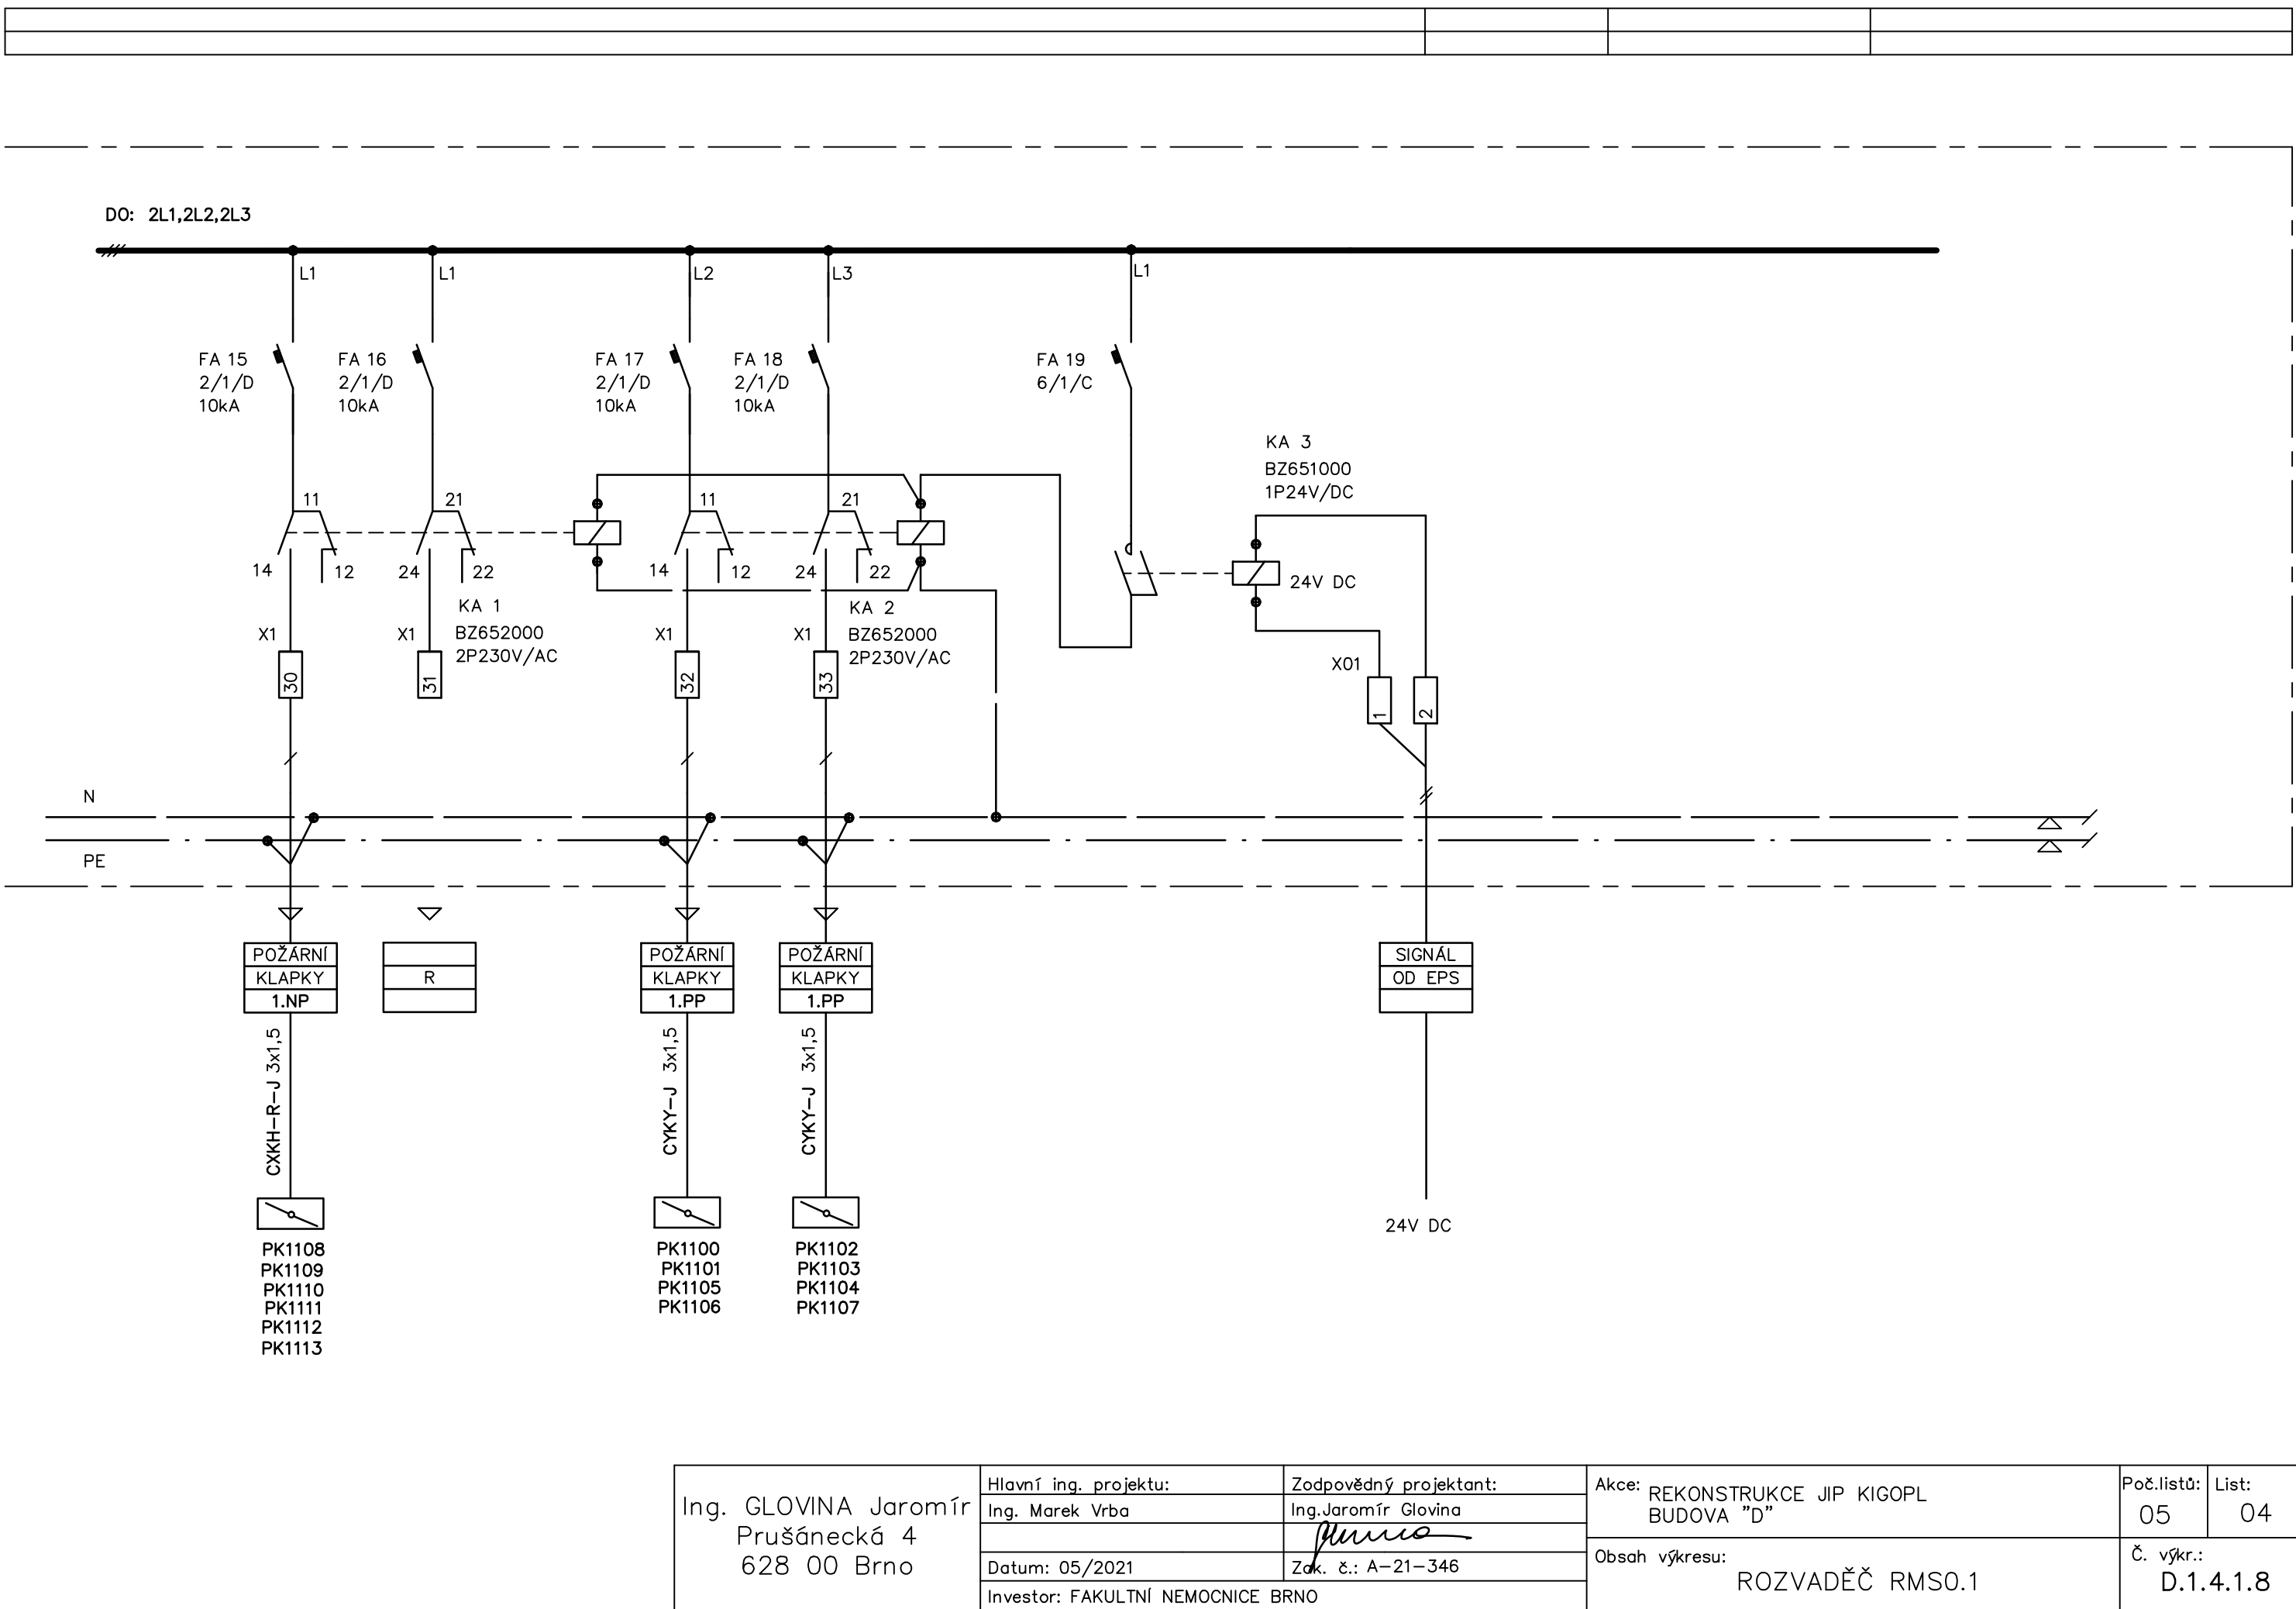 DO: 2L1,2L2,2L3
L1
L1
L2
L3
L1
FA 15
2/1/D
10kA
FA 16
2/1/D
10kA
FA 17
2/1/D
10kA
FA 18
2/1/D
10kA
FA 19
6/1/C
KA 3
BZ651000
1P24V/DC
11
21
11
21
14
12
24
22
14
12
24
22
24V DC
KA 1
BZ652000
2P230V/AC
KA 2
BZ652000
2P230V/AC
X1
X1
X1
X1
X01
30
31
32
33
1
2
N
PE
POŽÁRNÍ
KLAPKY
1.NP
R
POŽÁRNÍ
KLAPKY
1.PP
POŽÁRNÍ
KLAPKY
1.PP
SIGNÁL
OD EPS
CXKH-R-J 3x1,5
CYKY-J 3x1,5
CYKY-J 3x1,5
PK1108
PK1109
PK1110
PK1111
PK1112
PK1113
PK1100
PK1101
PK1105
PK1106
PK1102
PK1103
PK1104
PK1107
24V DC
Ing. GLOVINA Jaromír
Prušánecká 4
628 00 Brno
Hlavní ing. projektu:
Ing. Marek Vrba
Datum: 05/2021
Investor: FAKULTNÍ NEMOCNICE BRNO
Zodpovědný projektant:
Ing.Jaromír Glovina
Zak. č.: A-21-346
Akce: REKONSTRUKCE JIP KIGOPL
BUDOVA "D"
Obsah výkresu:
ROZVADĚČ RMS0.1
Poč.listů:
05
List:
04
Č. výkr.:
D.1.4.1.8